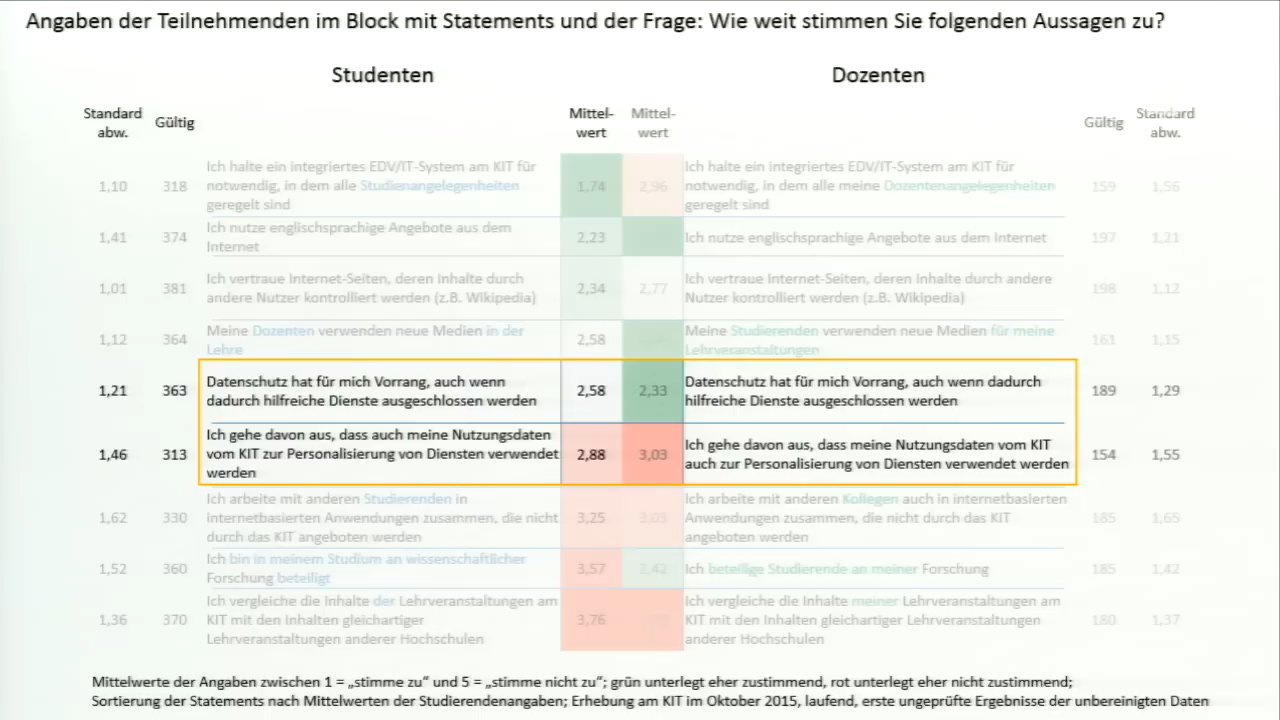 Angaben der Teilnehmenden im Block mit Statements und der Frage: Wie weit stimmen Sie folgenden Aussagen zu?
Studenten
Dozenten
Standard
abw.
Gültig
Mittel-
wert
Mittel-
wert
Gültig
Standard
abw.
Ich halte ein integriertes EDV/IT-System am KIT für
notwendig, in dem alle Studienangelegenheiten
geregelt sind
1,10 318
1,74 2,96
Ich halte ein integriertes EDV/IT-System am KIT für
notwendig, in dem alle meine Dozentenangelegenheiten
geregelt sind
159 1,56
1,41 374
Ich nutze englischsprachige Angebote aus dem
Internet
2,23
Ich nutze englischsprachige Angebote aus dem Internet
197 1,21
1,01 381
Ich vertraue Internet-Seiten, deren Inhalte durch
andere Nutzer kontrolliert werden (z.B. Wikipedia)
2,34 2,77
Ich vertraue Internet-Seiten, deren Inhalte durch andere
Nutzer kontrolliert werden (z.B. Wikipedia)
198 1,12
1,12 364
Meine Dozenten verwenden neue Medien in der
Lehre
2,58
Meine Studierenden verwenden neue Medien für meine
Lehrveranstaltungen
161 1,15
1,21 363
Datenschutz hat für mich Vorrang, auch wenn
dadurch hilfreiche Dienste ausgeschlossen werden
2,58 2,33
Datenschutz hat für mich Vorrang, auch wenn dadurch
hilfreiche Dienste ausgeschlossen werden
189 1,29
1,46 313
Ich gehe davon aus, dass auch meine Nutzungsdaten
vom KIT zur Personalisierung von Diensten verwendet
werden
2,88 3,03
Ich gehe davon aus, dass meine Nutzungsdaten vom KIT
auch zur Personalisierung von Diensten verwendet werden
154 1,55
1,62 330
Ich arbeite mit anderen Studierenden in
internetbasierten Anwendungen zusammen, die nicht
durch das KIT angeboten werden
3,25 3,03
Ich arbeite mit anderen Kollegen auch in internetbasierten
Anwendungen zusammen, die nicht durch das KIT
angeboten werden
185 1,65
1,52 360
Ich bin in meinem Studium an wissenschaftlicher
Forschung beteiligt
3,57 2,42
Ich beteilige Studierende an meiner Forschung
185 1,42
1,36 370
Ich vergleiche die Inhalte der Lehrveranstaltungen am
KIT mit den Inhalten gleichartiger
Lehrveranstaltungen anderer Hochschulen
3,76
Ich vergleiche die Inhalte meiner Lehrveranstaltungen am
KIT mit den Inhalten gleichartiger Lehrveranstaltungen
anderer Hochschulen
180 1,37
Mittelwerte der Angaben zwischen 1 = „stimme zu“ und 5 = „stimme nicht zu“; grün unterlegt eher zustimmend, rot unterlegt eher nicht zustimmend;
Sortierung der Statements nach Mittelwerten der Studierendenangaben; Erhebung am KIT im Oktober 2015, laufend, erste ungeprüfte Ergebnisse der unbereinigten Daten